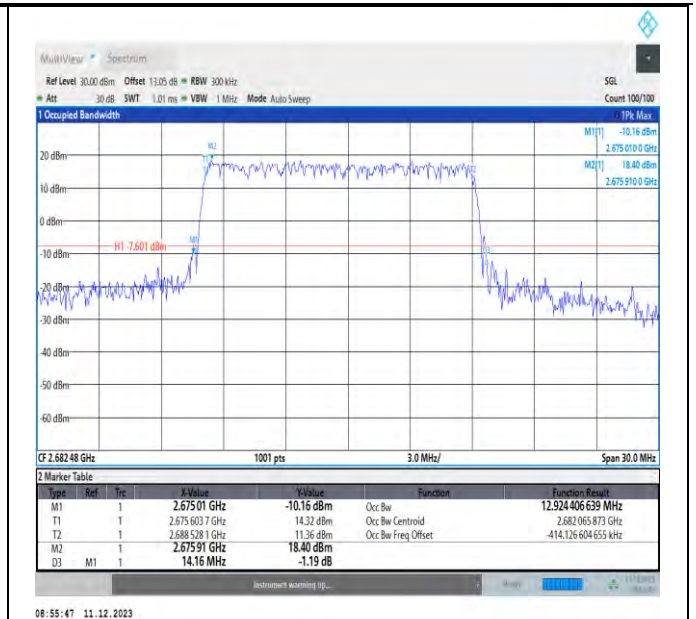 MultiView Spectrum
Ref Level 30.00 dBm Offset 13.05 dB RBW 300 kHz SGL
Att 30 dB SWT 1.01 ms VBW 1 MHz Mode Auto Sweep Count 100/100
1 Occupied Bandwidth 1Pk Max
M1[1] -10.16 dBm
2.675 010 0 GHz
M2[1] 18.40 dBm
2.675 910 0 GHz
M2
T1
T2
20 dBm
10 dBm
0 dBm
M1
H1 -7.601 dBm
-10 dBm
D3
-20 dBm
-30 dBm
-40 dBm
-50 dBm
-60 dBm
CF 2.682 48 GHz 1001 pts 3.0 MHz/ Span 30.0 MHz
2 Marker Table
Type Ref Trc X-Value Y-Value Function Function Result
M1 1 2.675 01 GHz -10.16 dBm Occ Bw 12.924 406 639 MHz
T1 1 2.675 603 7 GHz 14.32 dBm Occ Bw Centroid 2.682 065 873 GHz
T2 1 2.688 528 1 GHz 11.36 dBm Occ Bw Freq Offset -414.126 604 655 kHz
M2 1 2.675 91 GHz 18.40 dBm
D3 M1 1 14.16 MHz -1.19 dB
Instrument warming up...
08:55:47 11.12.2023